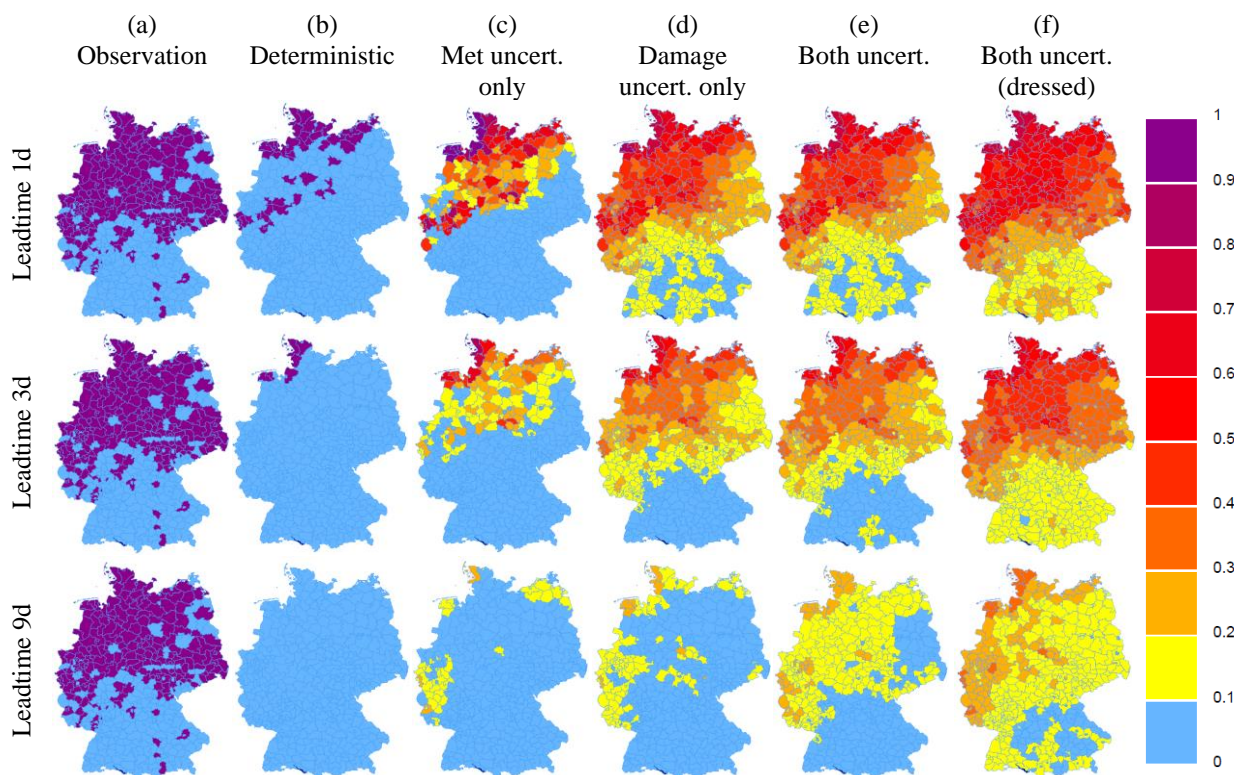 (a)
Observation
(b)
Deterministic
(c)
Met uncert.
only
(d)
Damage
uncert. only
(e)
Both uncert.
(f)
Both uncert.
(dressed)
Leadtime 1d
Leadtime 3d
Leadtime 9d
1
0.9
0.8
0.7
0.6
0.5
0.4
0.3
0.2
0.1
0